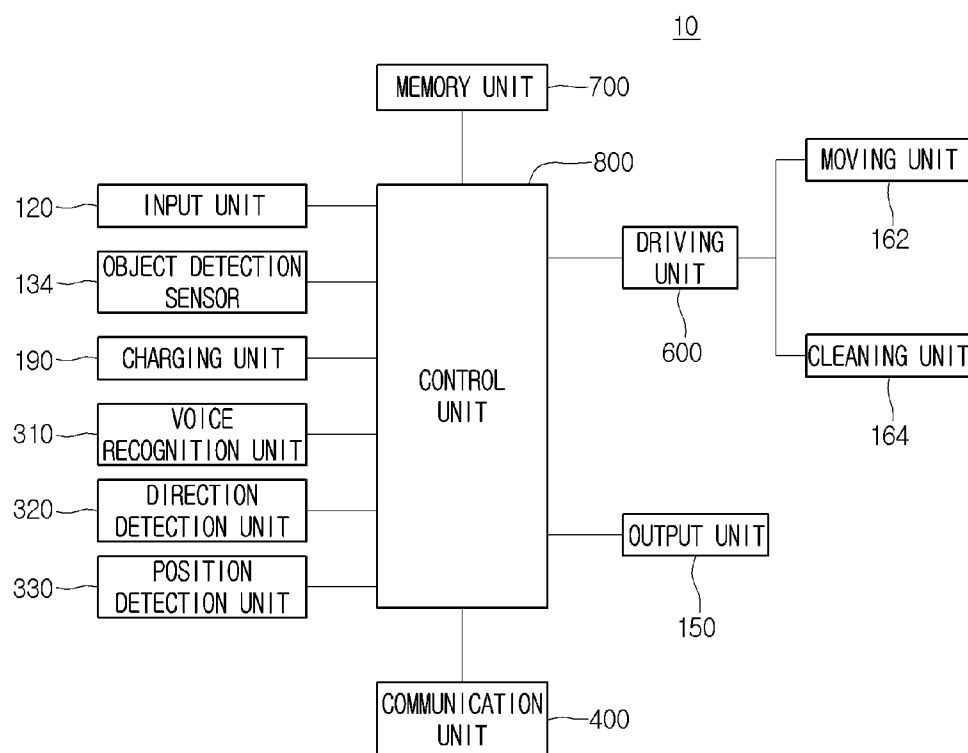 10
MEMORY UNIT
700
800
120
INPUT UNIT
134
OBJECT DETECTION
SENSOR
190
CHARGING UNIT
310
VOICE
RECOGNITION UNIT
320
DIRECTION
DETECTION UNIT
330
POSITION
DETECTION UNIT
CONTROL
UNIT
DRIVING
UNIT
600
MOVING UNIT
162
CLEANING UNIT
164
OUTPUT UNIT
150
COMMUNICATION
UNIT
400